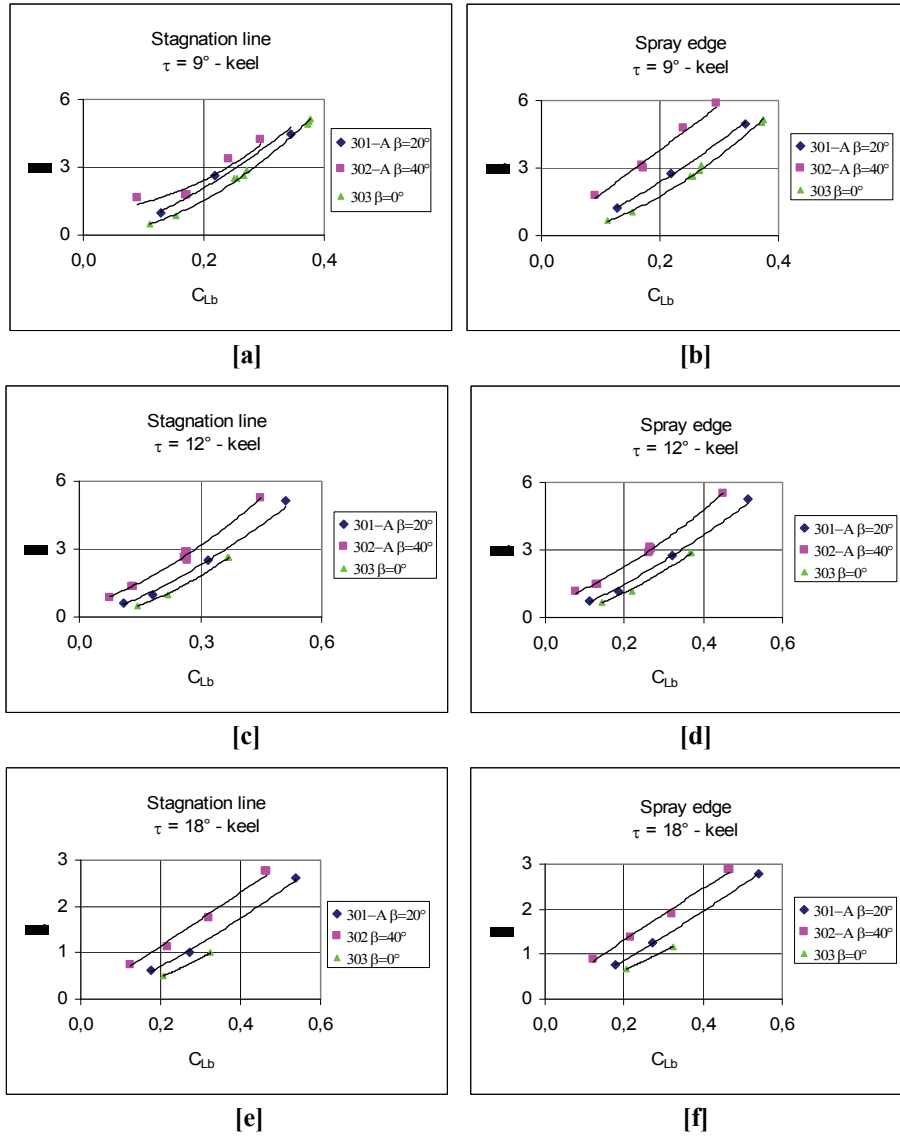 Stagnation line
τ = 9° - keel
6
3
0
0,0 0,2 0,4
C_Lb
301–A β=20°
302–A β=40°
303 β=0°
[a]
Spray edge
τ = 9° - keel
6
3
0
0,0 0,2 0,4
C_Lb
301–A β=20°
302–A β=40°
303 β=0°
[b]
Stagnation line
τ = 12° - keel
6
3
0
0,0 0,3 0,6
C_Lb
301–A β=20°
302–A β=40°
303 β=0°
[c]
Spray edge
τ = 12° - keel
6
3
0
0,0 0,2 0,4 0,6
C_Lb
301–A β=20°
302–A β=40°
303 β=0°
[d]
Stagnation line
τ = 18° - keel
3
2
1
0
0,0 0,2 0,4 0,6
C_Lb
301–A β=20°
302 β=40°
303 β=0°
[e]
Spray edge
τ = 18° - keel
3
2
1
0
0,0 0,2 0,4 0,6
C_Lb
301–A β=20°
302–A β=40°
303 β=0°
[f]